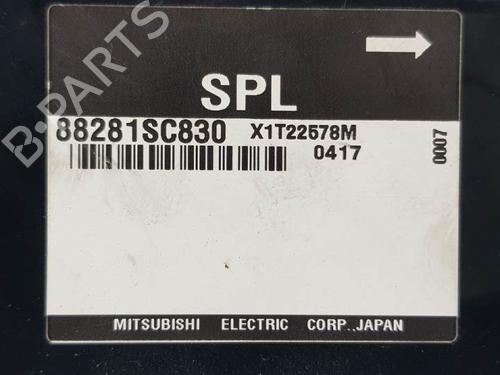 SPL
88281SC830 X1T22578M
0417
0007
MITSUBISHI ELECTRIC CORP., JAPAN
B-PARTS